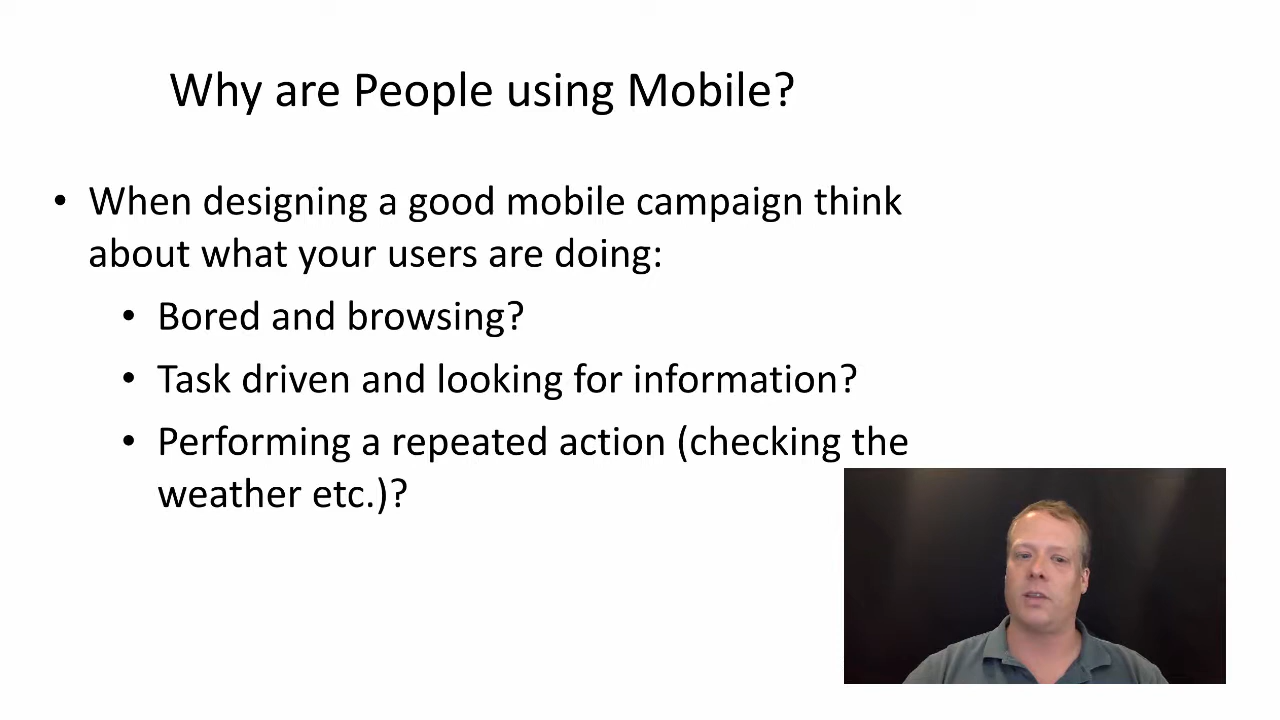 Why are People using Mobile?
• When designing a good mobile campaign think
about what your users are doing:
• Bored and browsing?
• Task driven and looking for information?
• Performing a repeated action (checking the
weather etc.)?